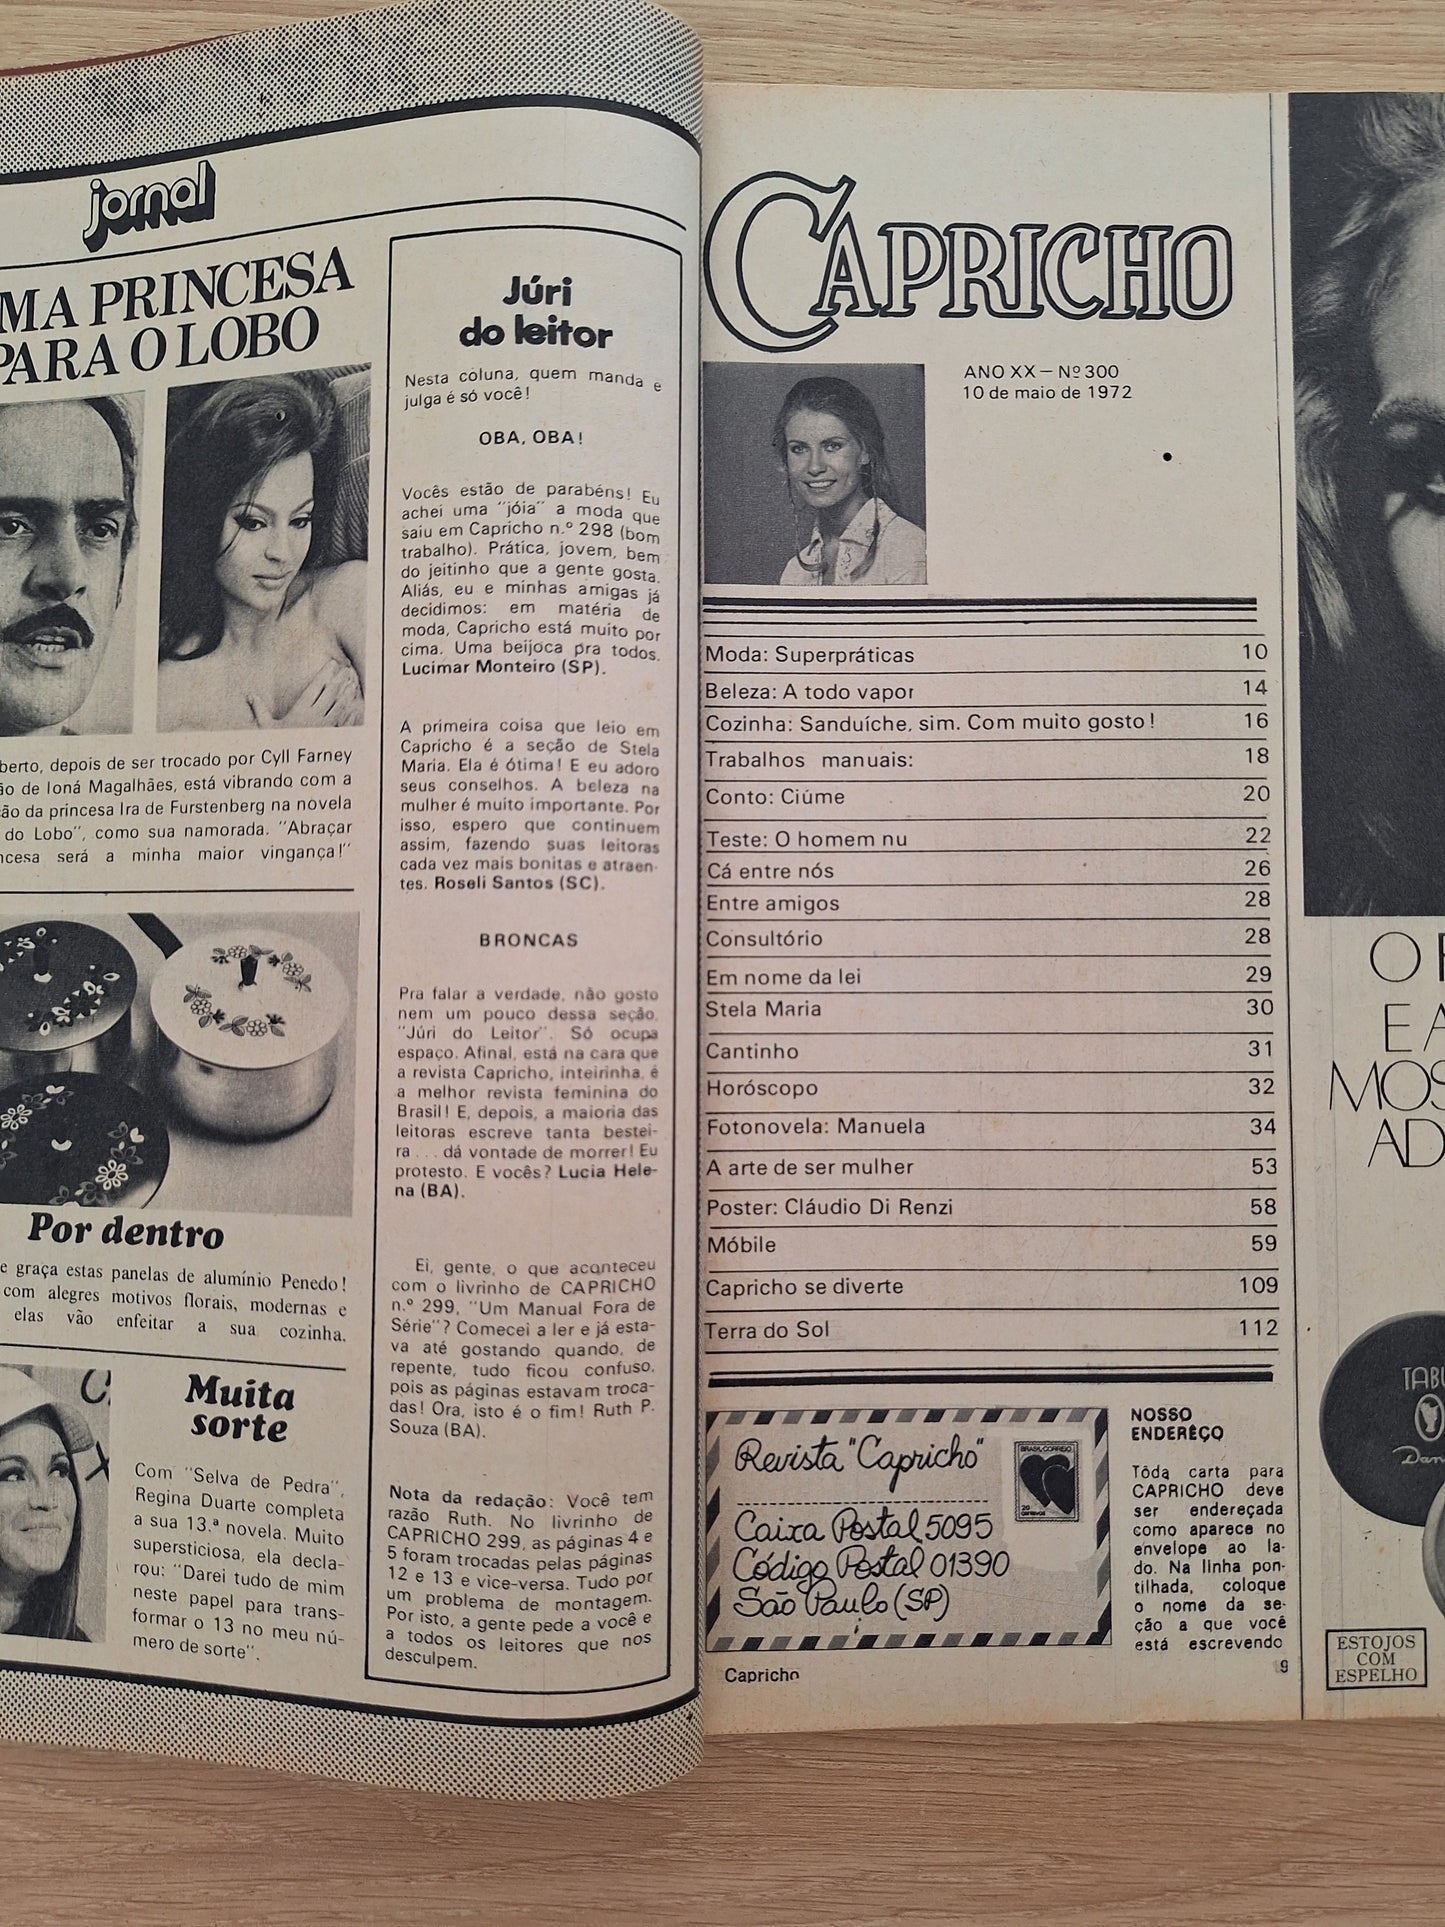 jornal
MA PRINCESA
PARA O LOBO
berto, depois de ser trocado por Cyll Farney
ão de Ioná Magalhães, está vibrando com a
ção da princesa Ira de Furstenberg na novela
do Lobo", como sua namorada. "Abraçar
ncesa será a minha maior vingança!"
Por dentro
e graça estas panelas de alumínio Penedo!
com alegres motivos florais, modernas e
elas vão enfeitar a sua cozinha.
Muita
sorte
Com "Selva de Pedra",
Regina Duarte completa
a sua 13.ª novela. Muito
supersticiosa, ela decla-
rou: "Darei tudo de mim
neste papel para trans-
formar o 13 no meu nú-
mero de sorte".
Júri
do leitor
Nesta coluna, quem manda e
julga é só você!
OBA, OBA!
Vocês estão de parabéns! Eu
achei uma "jóia" a moda que
saiu em Capricho n.º 298 (bom
trabalho). Prática, jovem, bem
do jeitinho que a gente gosta.
Aliás, eu e minhas amigas já
decidimos: em matéria de
moda, Capricho está muito por
cima. Uma beijoca pra todos.
Lucimar Monteiro (SP).
A primeira coisa que leio em
Capricho é a seção de Stela
Maria. Ela é ótima! E eu adoro
seus conselhos. A beleza na
mulher é muito importante. Por
isso, espero que continuem
assim, fazendo suas leitoras
cada vez mais bonitas e atraen-
tes. Roseli Santos (SC).
BRONCAS
Pra falar a verdade, não gosto
nem um pouco dessa seção,
"Júri do Leitor". Só ocupa
espaço. Afinal, está na cara que
a revista Capricho, inteirinha, é
a melhor revista feminina do
Brasil! E, depois, a maioria das
leitoras escreve tanta bestei-
ra . . . dá vontade de morrer! Eu
protesto. E vocês? Lucia Hele-
na (BA).
Ei, gente, o que aconteceu
com o livrinho de CAPRICHO
n.º 299, "Um Manual Fora de
Série"? Comecei a ler e já esta-
va até gostando quando, de
repente, tudo ficou confuso,
pois as páginas estavam troca-
das! Ora, isto é o fim! Ruth P.
Souza (BA).
Nota da redação: Você tem
razão Ruth. No livrinho de
CAPRICHO 299, as páginas 4 e
5 foram trocadas pelas páginas
12 e 13 e vice-versa. Tudo por
um problema de montagem.
Por isto, a gente pede a você e
a todos os leitores que nos
desculpem.
CAPRICHO
ANO XX — Nº 300
10 de maio de 1972
Moda: Superpráticas 10
Beleza: A todo vapor 14
Cozinha: Sanduíche, sim. Com muito gosto! 16
Trabalhos manuais: 18
Conto: Ciúme 20
Teste: O homem nu 22
Cá entre nós 26
Entre amigos 28
Consultório 28
Em nome da lei 29
Stela Maria 30
Cantinho 31
Horóscopo 32
Fotonovela: Manuela 34
A arte de ser mulher 53
Poster: Cláudio Di Renzi 58
Móbile 59
Capricho se diverte 109
Terra do Sol 112
Revista "Capricho"
Caixa Postal 5095
Código Postal 01390
São Paulo (SP)
BRASIL CORREIO
20
NOSSO
ENDERÊÇO
Tôda carta para
CAPRICHO deve
ser endereçada
como aparece no
envelope ao la-
do. Na linha pon-
tilhada, coloque
o nome da se-
ção a que você
está escrevendo
Capricho
9
O
E A
MOS
AD
TABU
Dan
ESTOJOS
COM
ESPELHO